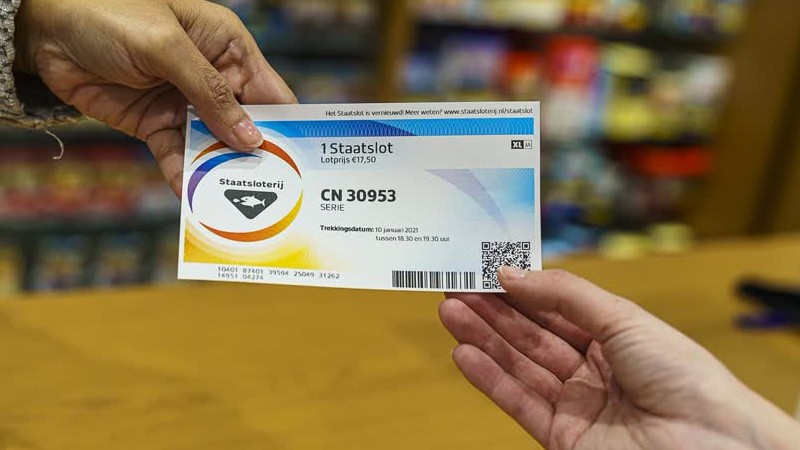 Het Staatslot is vernieuwd! Meer weten? www.staatsloterij.nl/staatslot
1 Staatslot
Lotprijs €17,50
XL JA
Staatsloterij
CN 30953
SERIE
Trekkingsdatum: 10 januari 2021
tussen 18.30 en 19.30 uur
10401 87401 39594 25049 31262
14951 04274